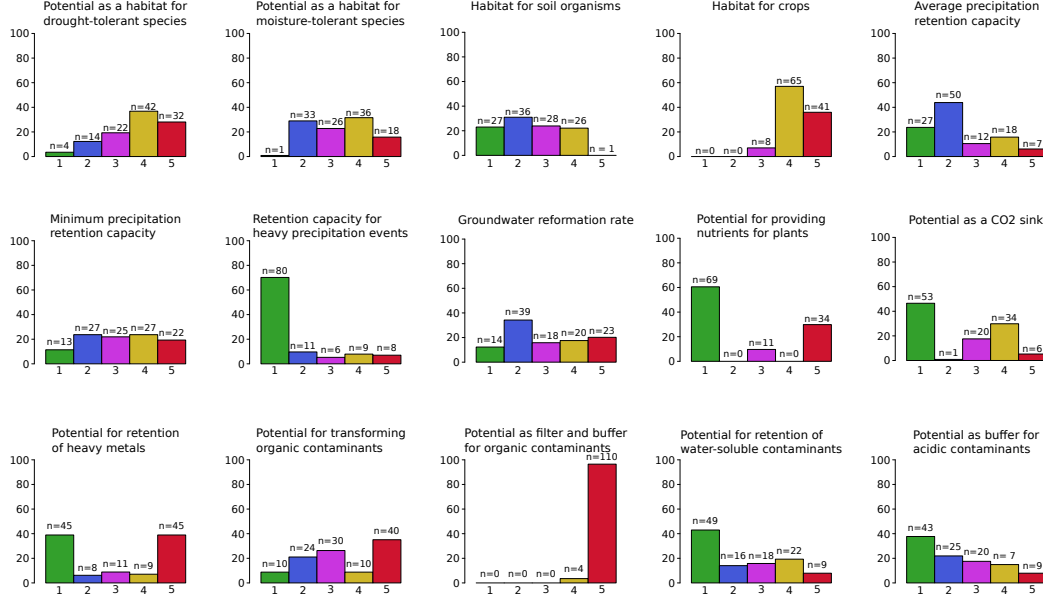 Potential as a habitat for
drought-tolerant species
100
80
60
40
20
0
n=4
n=14
n=22
n=42
n=32
1 2 3 4 5
Potential as a habitat for
moisture-tolerant species
100
80
60
40
20
0
n=1
n=33
n=26
n=36
n=18
1 2 3 4 5
Habitat for soil organisms
100
80
60
40
20
0
n=27
n=36
n=28
n=26
n = 1
1 2 3 4 5
Habitat for crops
100
80
60
40
20
0
n=0
n=0
n=8
n=65
n=41
1 2 3 4 5
Average precipitation
retention capacity
100
80
60
40
20
0
n=27
n=50
n=12
n=18
n=7
1 2 3 4 5
Minimum precipitation
retention capacity
100
80
60
40
20
0
n=13
n=27
n=25
n=27
n=22
1 2 3 4 5
Retention capacity for
heavy precipitation events
100
80
60
40
20
0
n=80
n=11
n=6
n=9
n=8
1 2 3 4 5
Groundwater reformation rate
100
80
60
40
20
0
n=14
n=39
n=18
n=20
n=23
1 2 3 4 5
Potential for providing
nutrients for plants
100
80
60
40
20
0
n=69
n=0
n=11
n=0
n=34
1 2 3 4 5
Potential as a CO2 sink
100
80
60
40
20
0
n=53
n=1
n=20
n=34
n=6
1 2 3 4 5
Potential for retention
of heavy metals
100
80
60
40
20
0
n=45
n=8
n=11
n=9
n=45
1 2 3 4 5
Potential for transforming
organic contaminants
100
80
60
40
20
0
n=10
n=24
n=30
n=10
n=40
1 2 3 4 5
Potential as filter and buffer
for organic contaminants
100
80
60
40
20
0
n=0
n=0
n=0
n=4
n=110
1 2 3 4 5
Potential for retention of
water-soluble contaminants
100
80
60
40
20
0
n=49
n=16
n=18
n=22
n=9
1 2 3 4 5
Potential as buffer for
acidic contaminants
100
80
60
40
20
0
n=43
n=25
n=20
n= 7
n=9
1 2 3 4 5